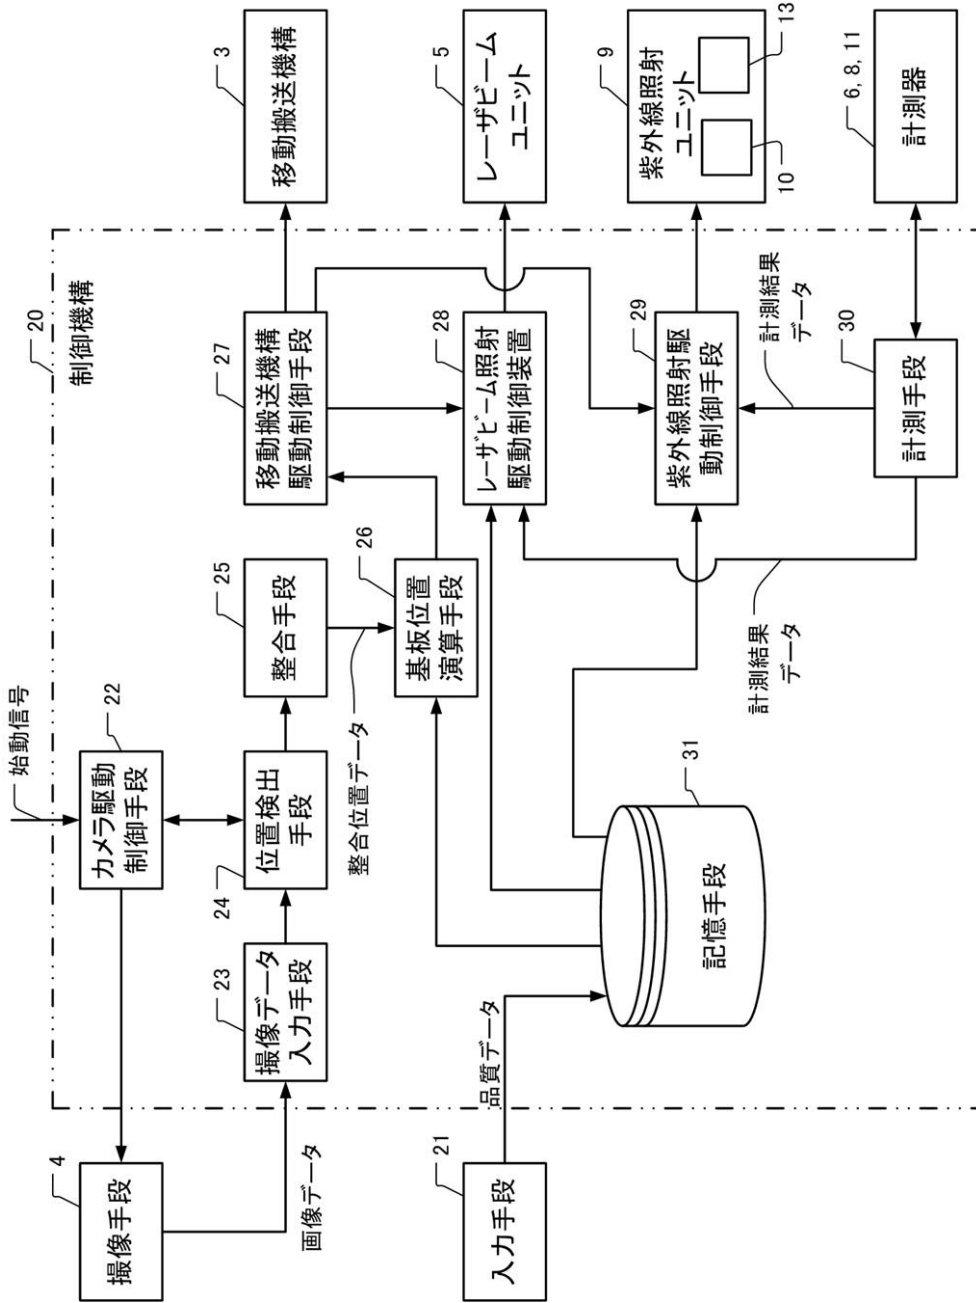 始動信号
20
制御機構
4
撮像手段
22
カメラ駆動
制御手段
画像データ
23
撮像データ
入力手段
24
位置検出
手段
25
整合手段
27
移動搬送機構
駆動制御手段
3
移動搬送機構
整合位置データ
26
基板位置
演算手段
28
レーザビーム照射
駆動制御装置
5
レーザビーム
ユニット
21
入力手段
品質データ
31
記憶手段
29
紫外線照射駆
動制御手段
9
紫外線照射
ユニット
10
13
計測結果
データ
計測結果
データ
30
計測手段
6, 8, 11
計測器